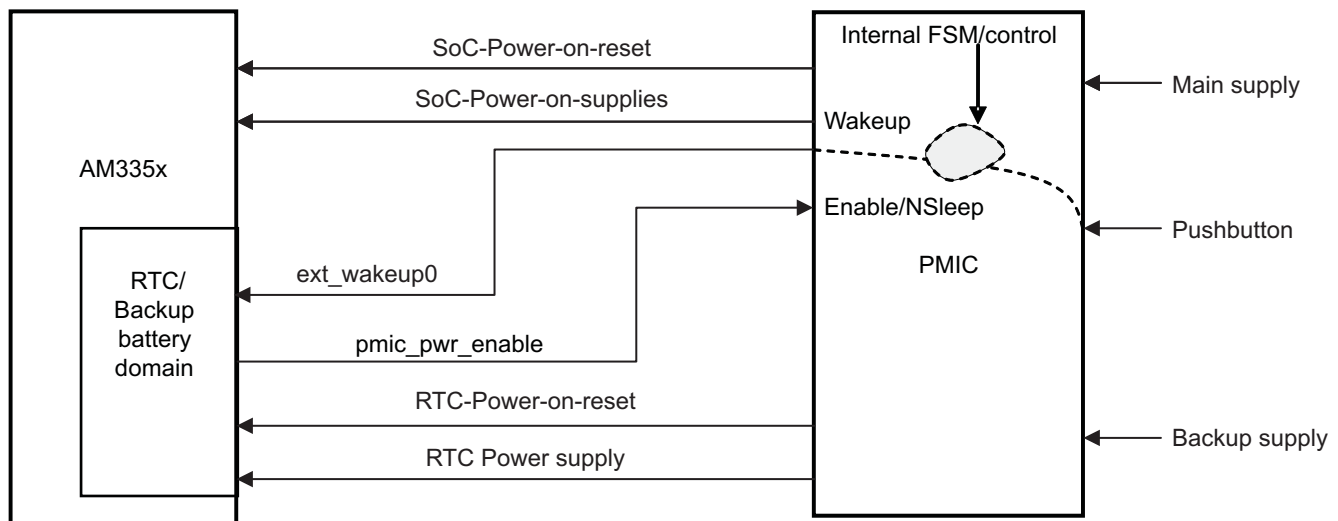 Internal FSM/control
SoC-Power-on-reset
Main supply
SoC-Power-on-supplies
Wakeup
AM335x
Enable/NSleep
Pushbutton
PMIC
RTC/
Backup
battery
domain
ext_wakeup0
pmic_pwr_enable
RTC-Power-on-reset
Backup supply
RTC Power supply